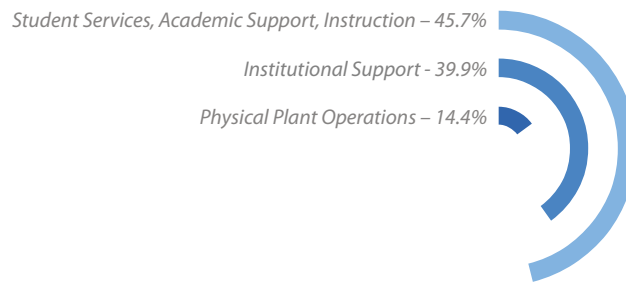 Student Services, Academic Support, Instruction – 45.7%
Institutional Support - 39.9%
Physical Plant Operations – 14.4%